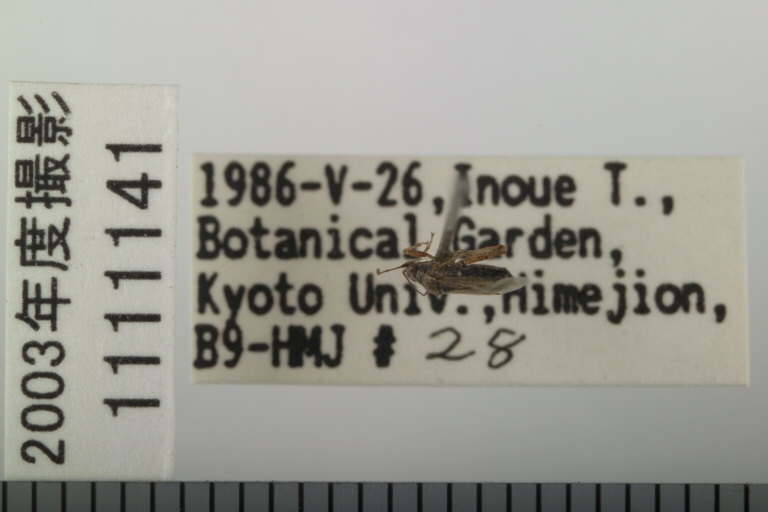 2003年度撮影
11111141
1986-V-26, Inoue T.,
Botanical Garden,
Kyoto Univ., Himejion,
B9-HMJ # 28